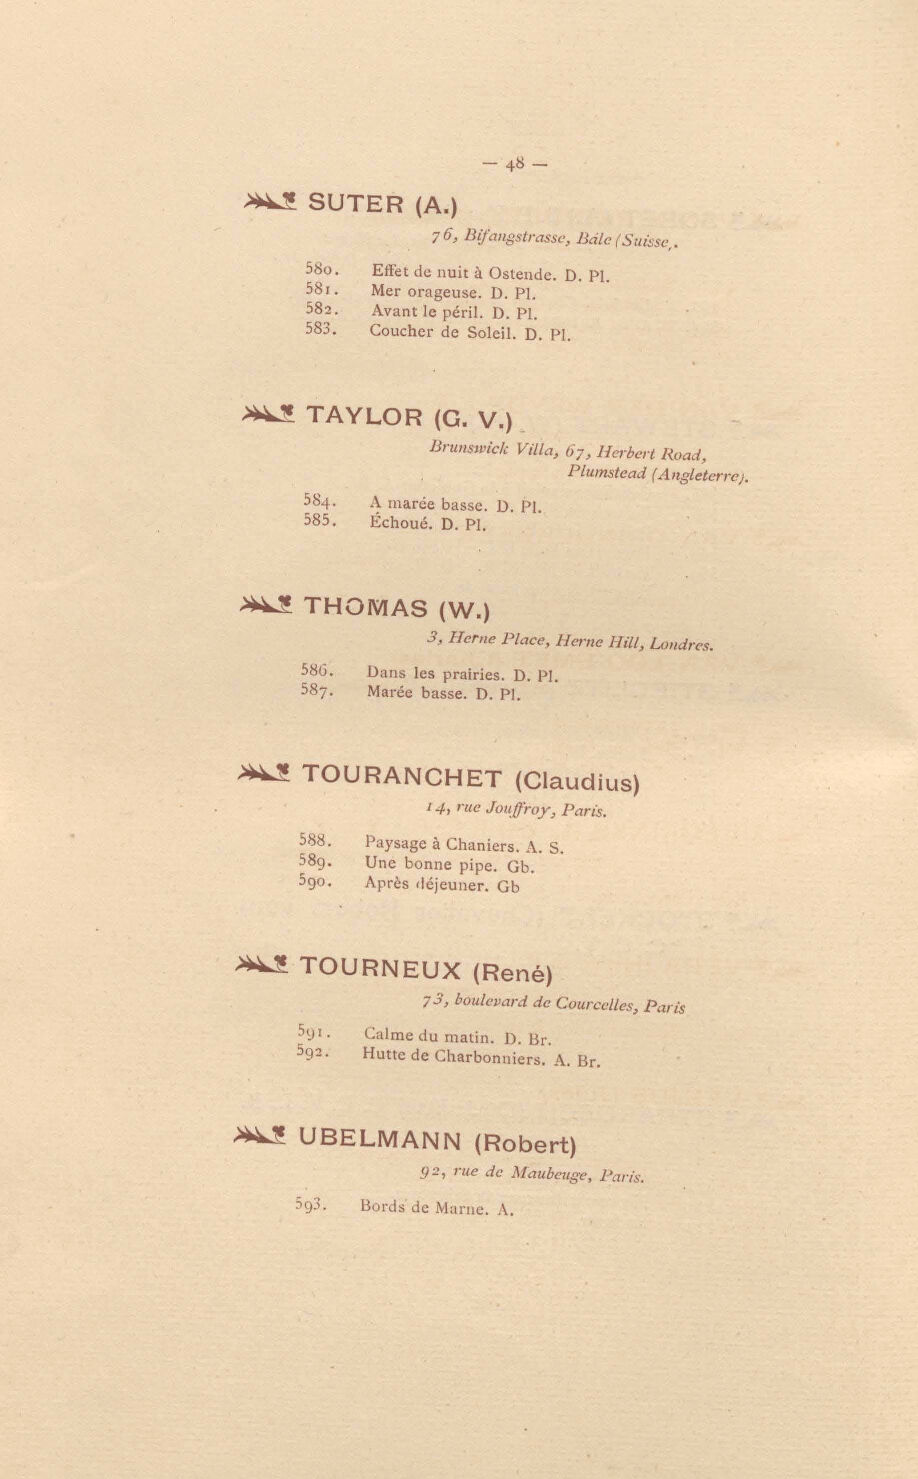 — 48 —
SUTER (A.)
76, Bifangstrasse, Bâle (Suisse).
580. Effet de nuit à Ostende. D. Pl.
581. Mer orageuse. D. Pl.
582. Avant le péril. D. Pl.
583. Coucher de Soleil. D. Pl.
TAYLOR (G. V.)
Brunswick Villa, 67, Herbert Road,
Plumstead (Angleterre).
584. A marée basse. D. Pl.
585. Échoué. D. Pl.
THOMAS (W.)
3, Herne Place, Herne Hill, Londres.
586. Dans les prairies. D. Pl.
587. Marée basse. D. Pl.
TOURANCHET (Claudius)
14, rue Jouffroy, Paris.
588. Paysage à Chaniers. A. S.
589. Une bonne pipe. Gb.
590. Après déjeuner. Gb
TOURNEUX (René)
73, boulevard de Courcelles, Paris
591. Calme du matin. D. Br.
592. Hutte de Charbonniers. A. Br.
UBELMANN (Robert)
92, rue de Maubeuge, Paris.
593. Bords de Marne. A.